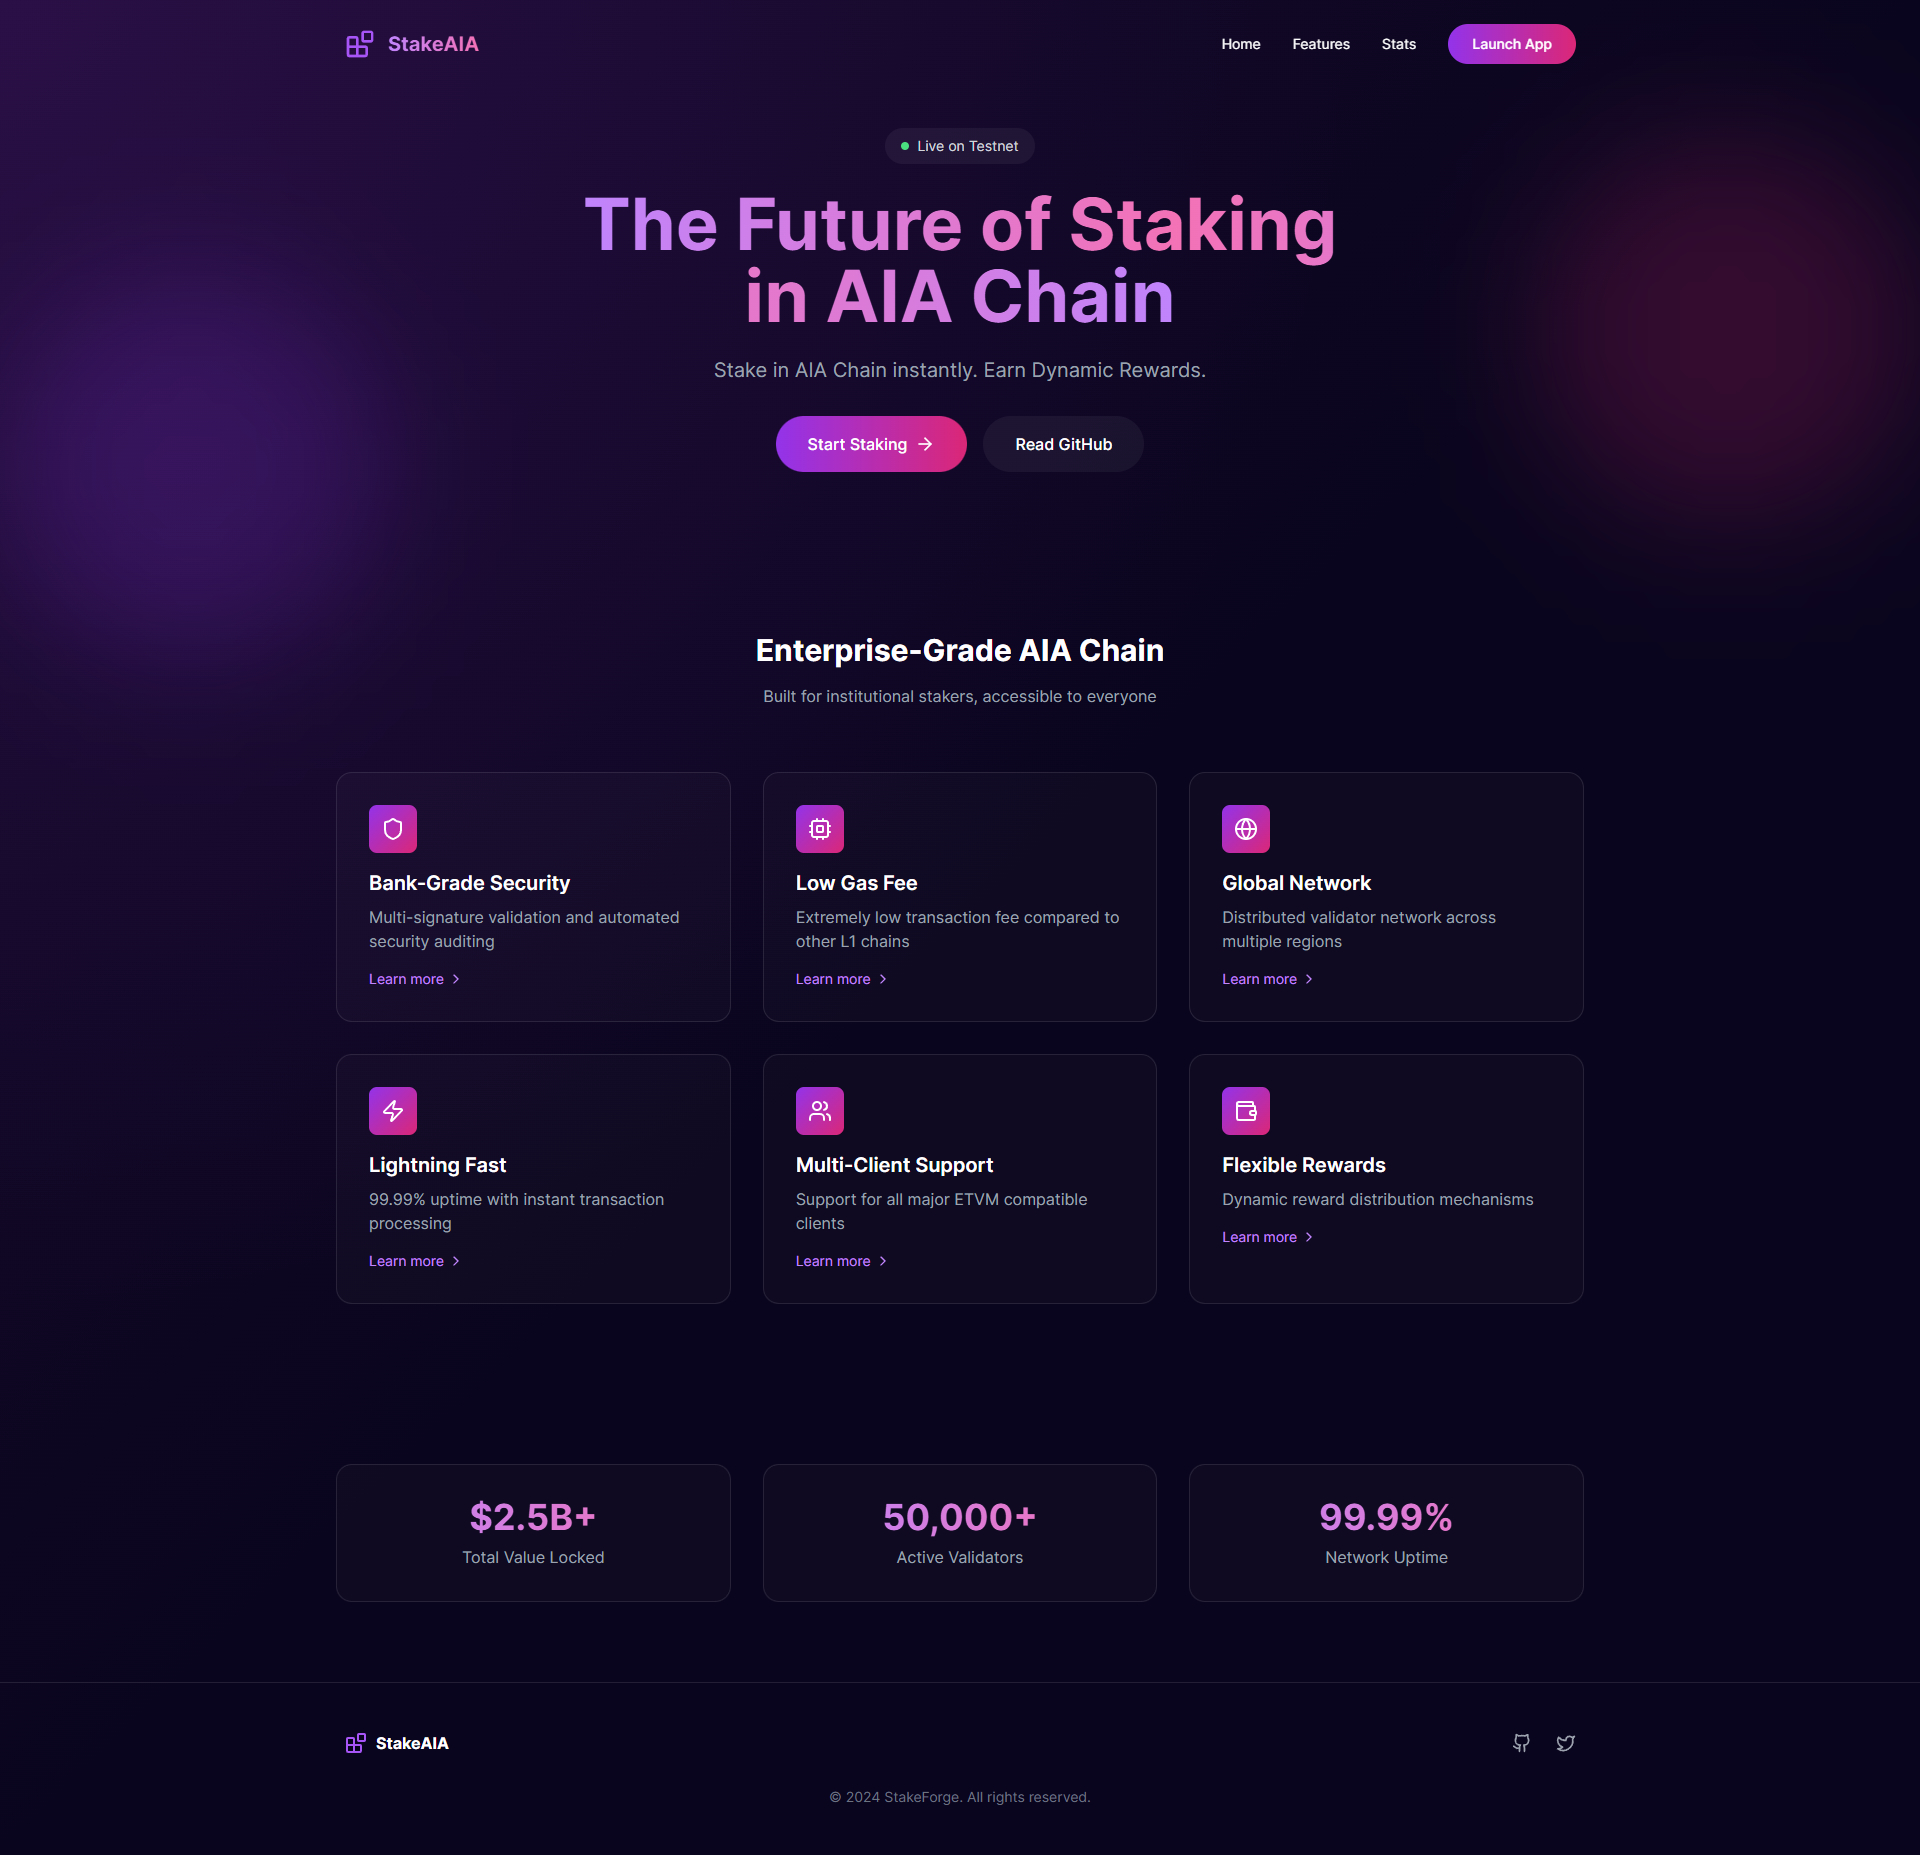 StakeAIA
Home
Features
Stats
Launch App
Live on Testnet
The Future of Staking
in AIA Chain
Stake in AIA Chain instantly. Earn Dynamic Rewards.
Start Staking
Read GitHub
Enterprise-Grade AIA Chain
Built for institutional stakers, accessible to everyone
Bank-Grade Security
Multi-signature validation and automated
security auditing
Learn more
Low Gas Fee
Extremely low transaction fee compared to
other L1 chains
Learn more
Global Network
Distributed validator network across
multiple regions
Learn more
Lightning Fast
99.99% uptime with instant transaction
processing
Learn more
Multi-Client Support
Support for all major ETVM compatible
clients
Learn more
Flexible Rewards
Dynamic reward distribution mechanisms
Learn more
$2.5B+
Total Value Locked
50,000+
Active Validators
99.99%
Network Uptime
StakeAIA
© 2024 StakeForge. All rights reserved.